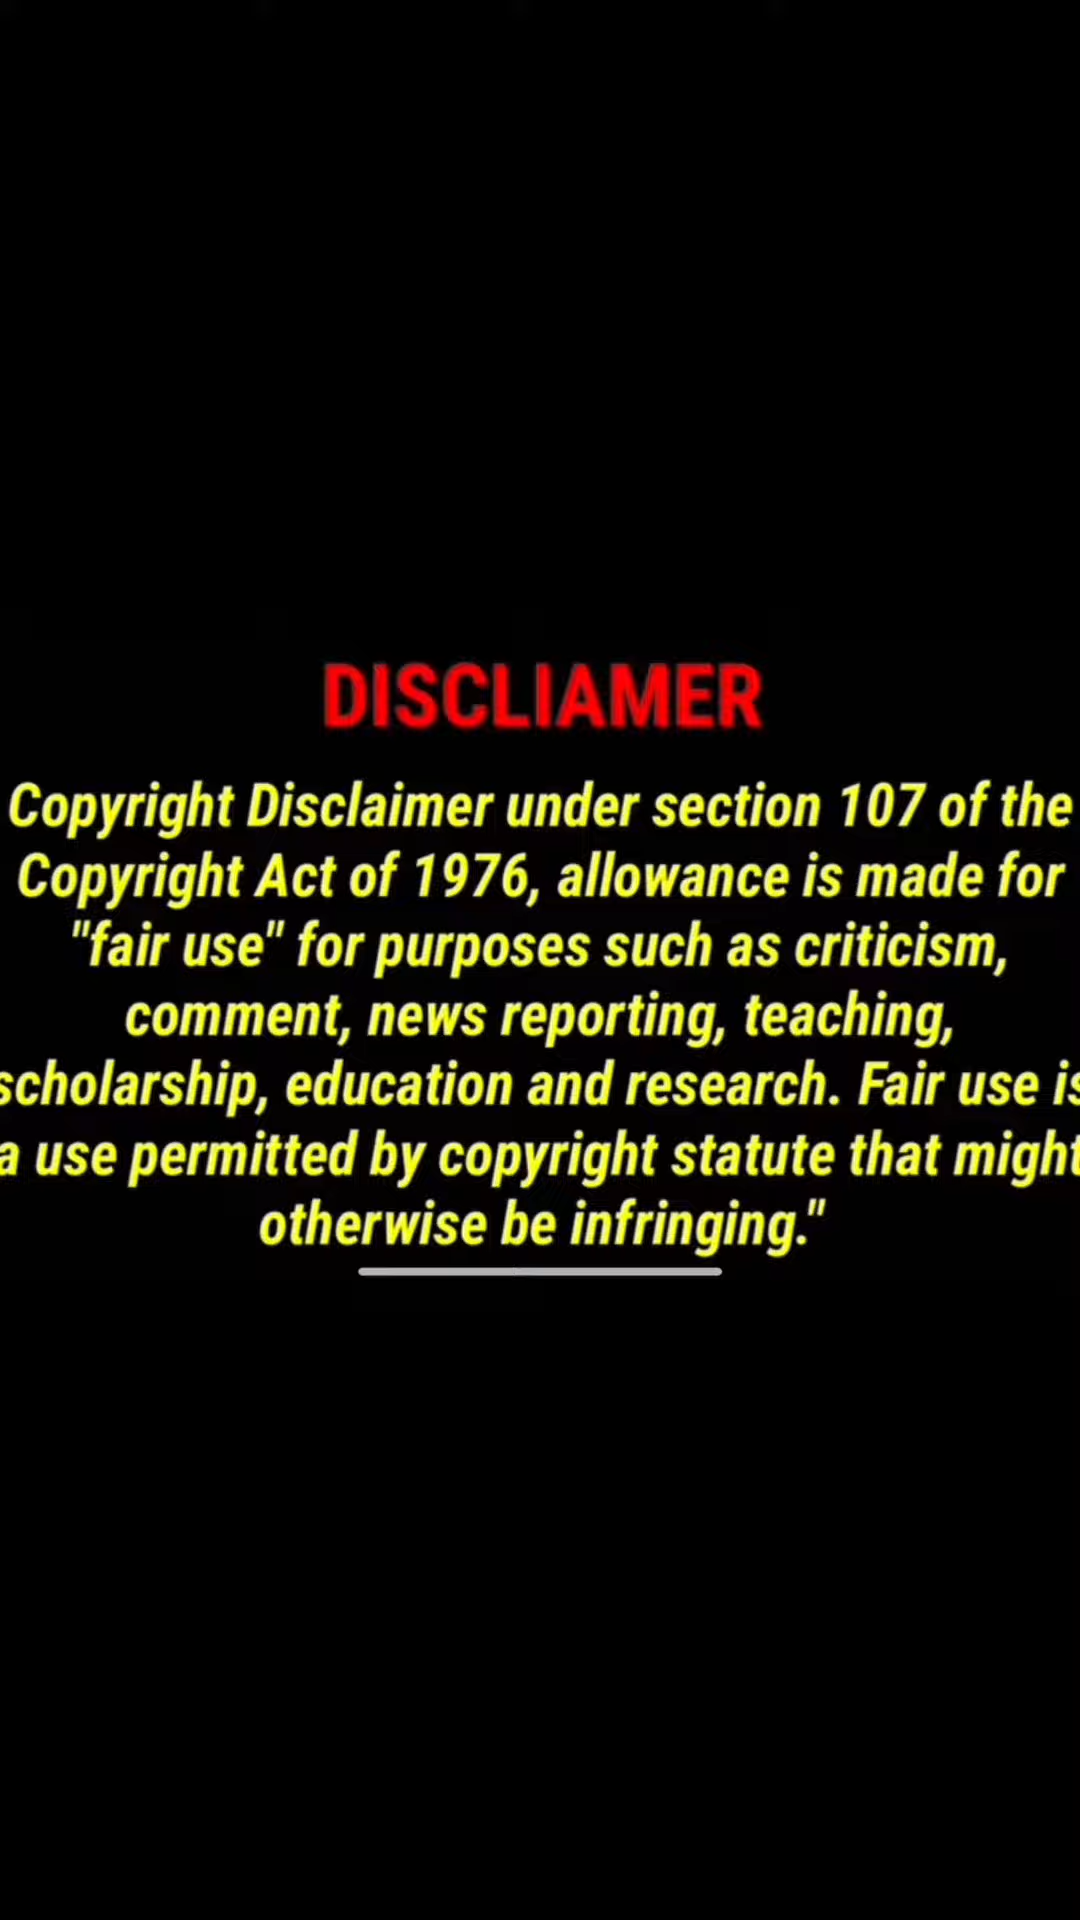 DISCLIAMER
Copyright Disclaimer under section 107 of the
Copyright Act of 1976, allowance is made for
"fair use" for purposes such as criticism,
comment, news reporting, teaching,
scholarship, education and research. Fair use is
a use permitted by copyright statute that might
otherwise be infringing."